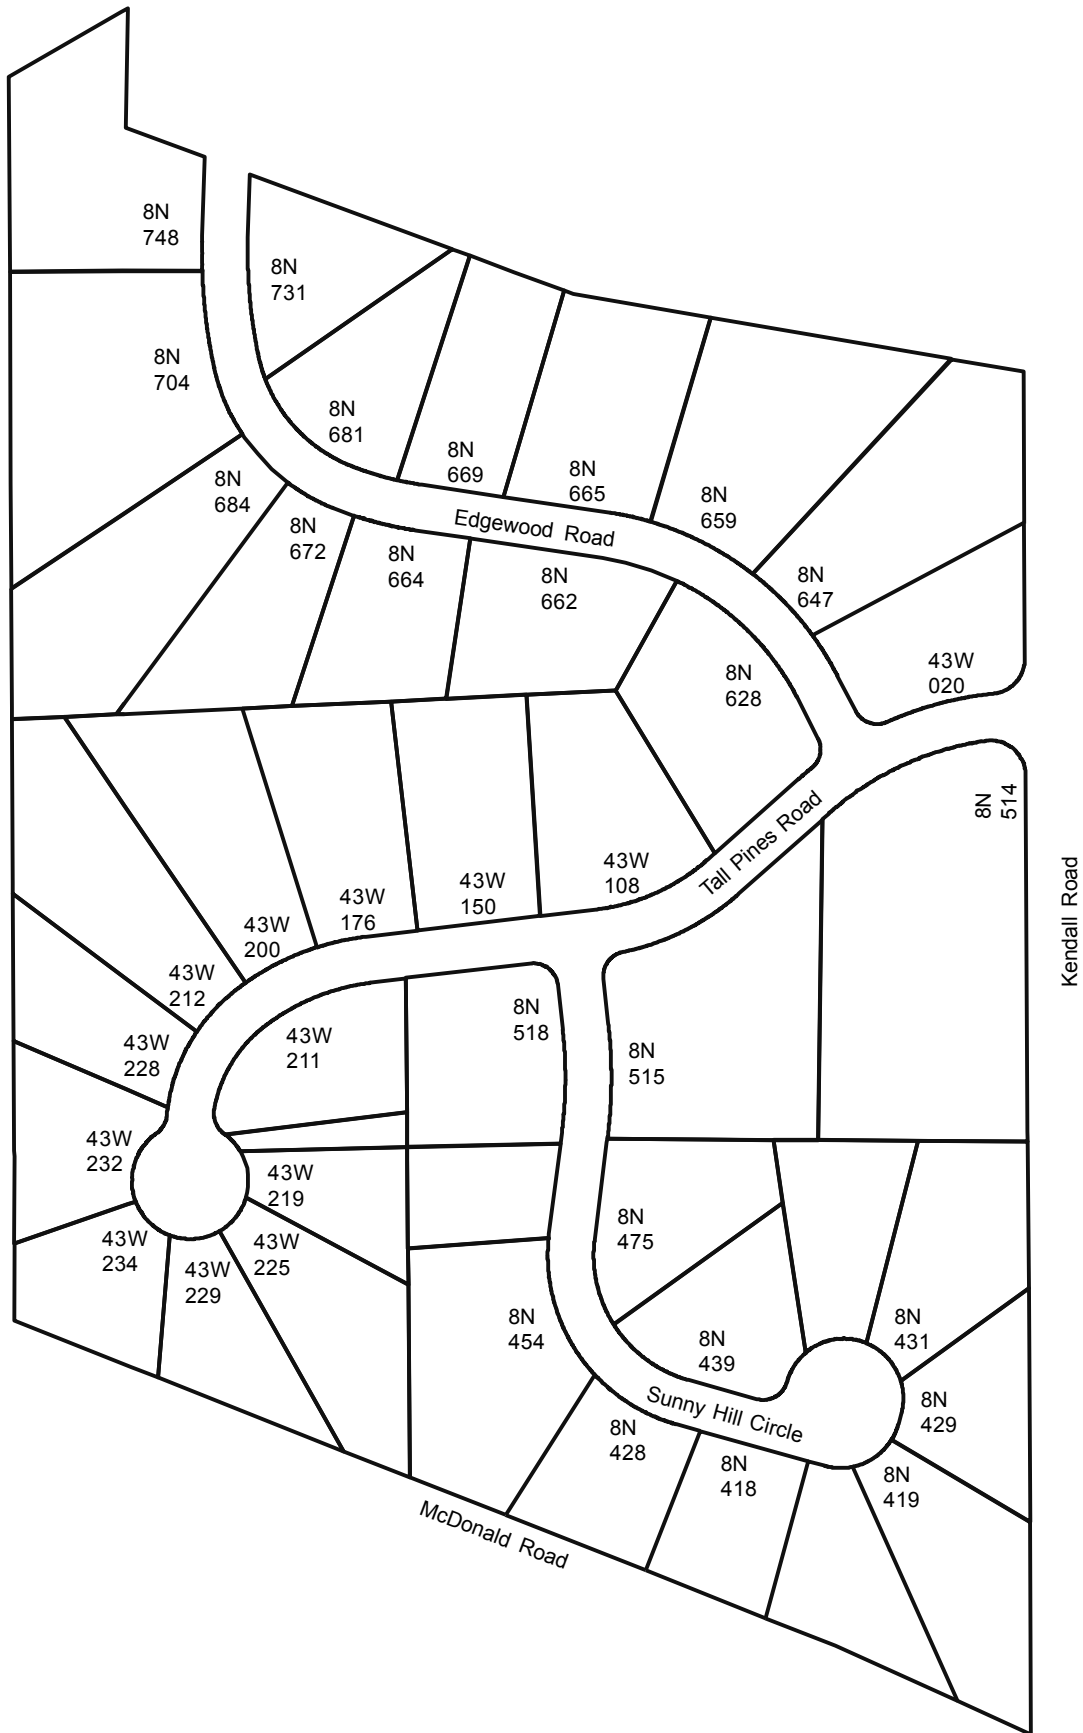 8N
748
8N
731
8N
704
8N
681
8N
669
8N
665
8N
684
8N
659
8N
672
Edgewood Road
8N
664
8N
662
8N
647
43W
020
8N
628
8N
514
Tall Pines Road
43W
108
43W
150
43W
176
43W
200
Kendall Road
43W
212
8N
518
43W
211
43W
228
8N
515
43W
232
43W
219
8N
475
43W
234
43W
225
43W
229
8N
454
8N
431
8N
439
Sunny Hill Circle
8N
429
8N
428
8N
418
8N
419
McDonald Road